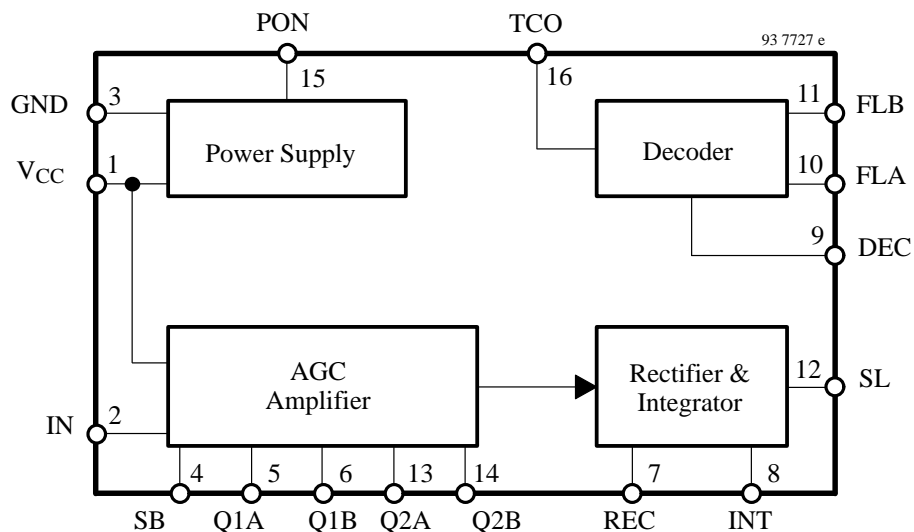 PON
TCO
93 7727 e
GND
3
15
16
11
FLB
Power Supply
Decoder
VCC
1
10
FLA
9
DEC
AGC
Amplifier
Rectifier &
Integrator
12
SL
IN
2
4
5
6
13
14
7
8
SB
Q1A
Q1B
Q2A
Q2B
REC
INT